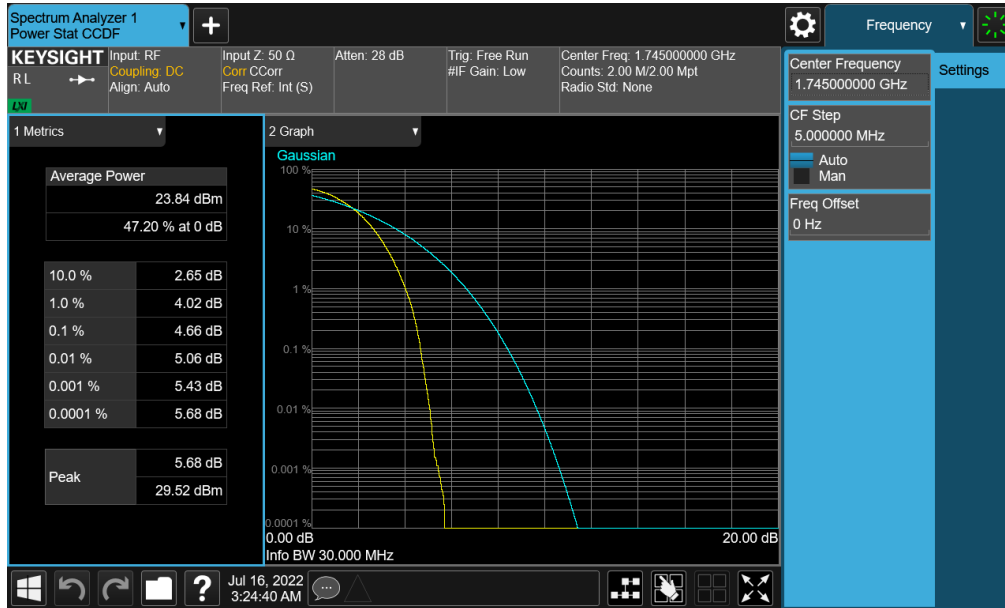 Spectrum Analyzer 1
Power Stat CCDF
Frequency
KEYSIGHT
R L
LXI
Input: RF
Coupling: DC
Align: Auto
Input Z: 50 Ω
Corr CCorr
Freq Ref: Int (S)
Atten: 28 dB
Trig: Free Run
#IF Gain: Low
Center Freq: 1.745000000 GHz
Counts: 2.00 M/2.00 Mpt
Radio Std: None
Center Frequency
1.745000000 GHz
Settings
CF Step
5.000000 MHz
Auto
Man
Freq Offset
0 Hz
1 Metrics
Average Power
23.84 dBm
47.20 % at 0 dB
10.0 % 2.65 dB
1.0 % 4.02 dB
0.1 % 4.66 dB
0.01 % 5.06 dB
0.001 % 5.43 dB
0.0001 % 5.68 dB
Peak 5.68 dB
29.52 dBm
2 Graph
Gaussian
100 %
10 %
1 %
0.1 %
0.01 %
0.001 %
0.0001 %
0.00 dB 20.00 dB
Info BW 30.000 MHz
?
Jul 16, 2022
3:24:40 AM